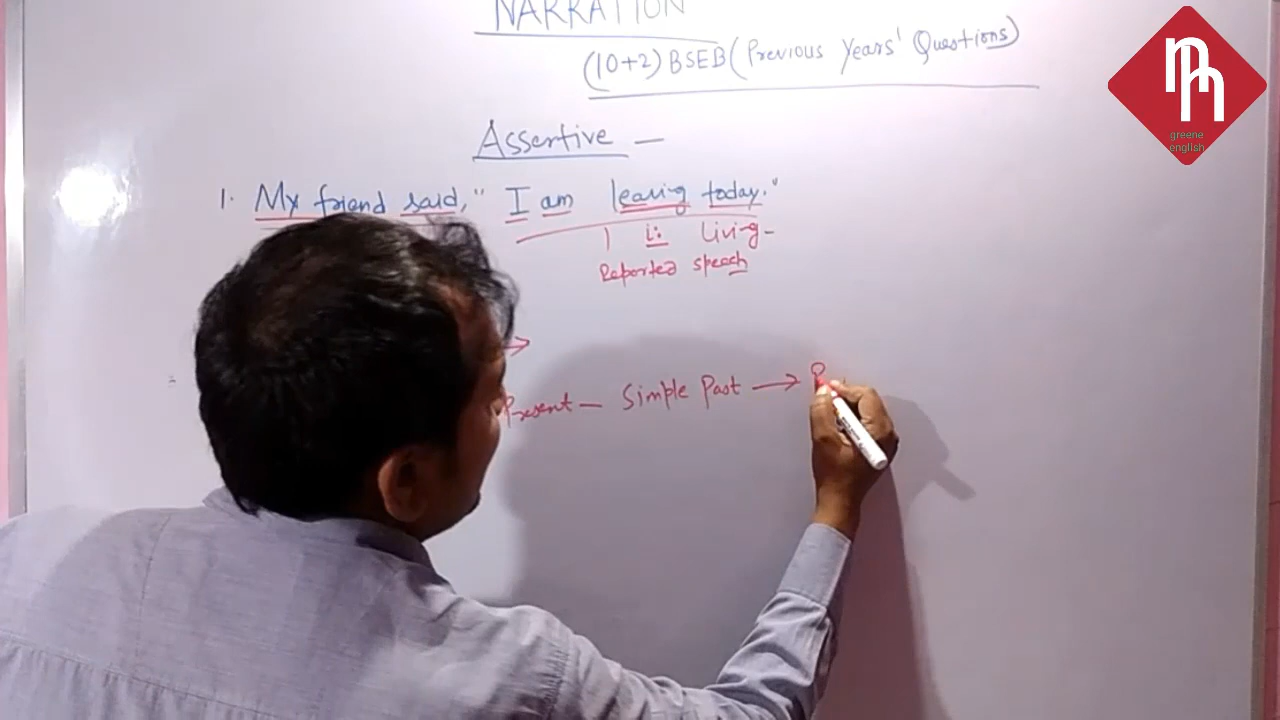 NARRATION
(10+2) BSEB (Previous Years' Questions)
Assertive —
1. My friend said, " I am leaving today."
Living -
Reported speech
→
Present — Simple Past → P
greene
english